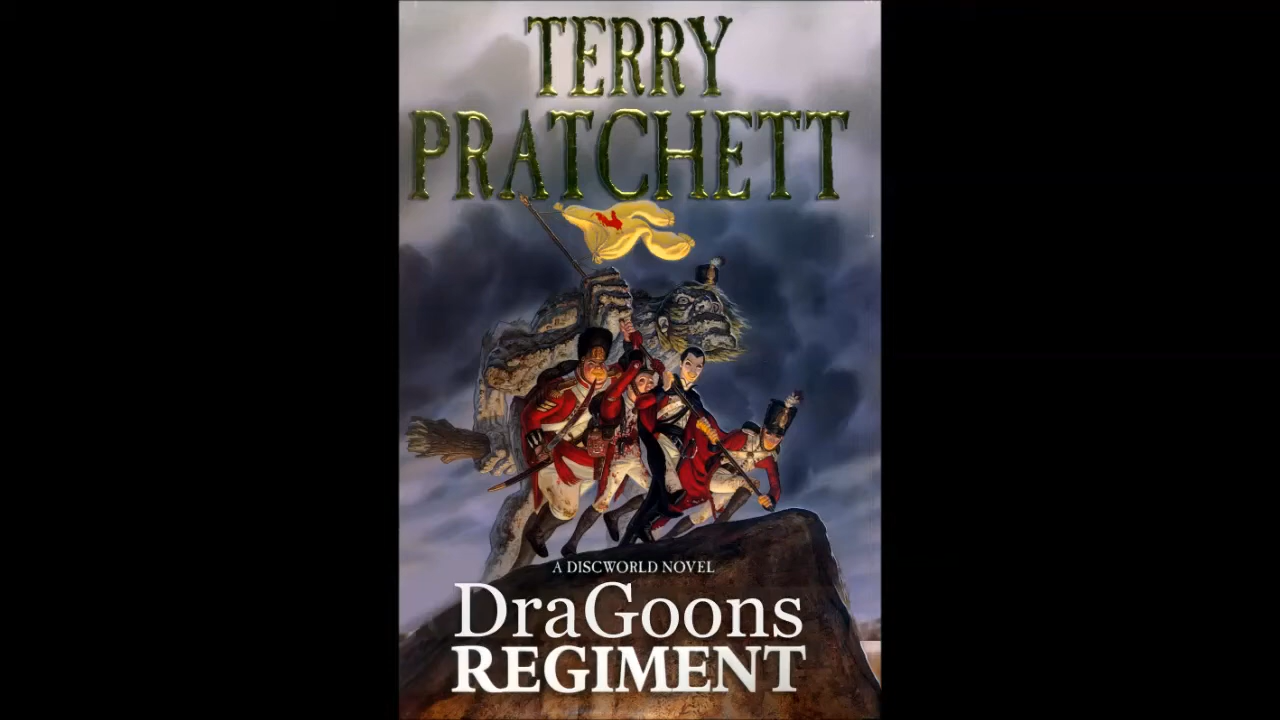 TERRY
PRATCHETT
A DISCWORLD NOVEL
DraGoons
REGIMENT